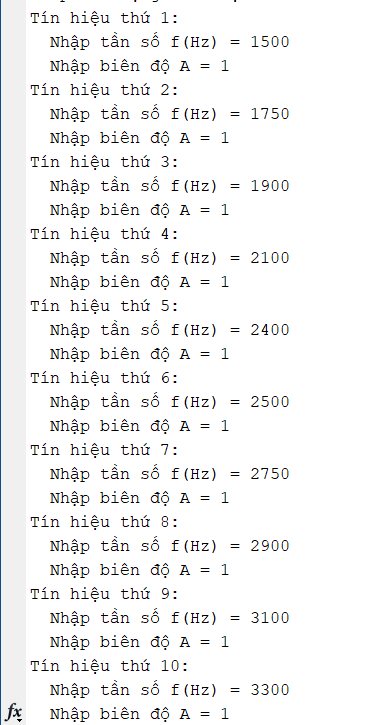 Tín hiệu thứ 1:
Nhập tần số f(Hz) = 1500
Nhập biên độ A = 1
Tín hiệu thứ 2:
Nhập tần số f(Hz) = 1750
Nhập biên độ A = 1
Tín hiệu thứ 3:
Nhập tần số f(Hz) = 1900
Nhập biên độ A = 1
Tín hiệu thứ 4:
Nhập tần số f(Hz) = 2100
Nhập biên độ A = 1
Tín hiệu thứ 5:
Nhập tần số f(Hz) = 2400
Nhập biên độ A = 1
Tín hiệu thứ 6:
Nhập tần số f(Hz) = 2500
Nhập biên độ A = 1
Tín hiệu thứ 7:
Nhập tần số f(Hz) = 2750
Nhập biên độ A = 1
Tín hiệu thứ 8:
Nhập tần số f(Hz) = 2900
Nhập biên độ A = 1
Tín hiệu thứ 9:
Nhập tần số f(Hz) = 3100
Nhập biên độ A = 1
Tín hiệu thứ 10:
Nhập tần số f(Hz) = 3300
fx Nhập biên độ A = 1